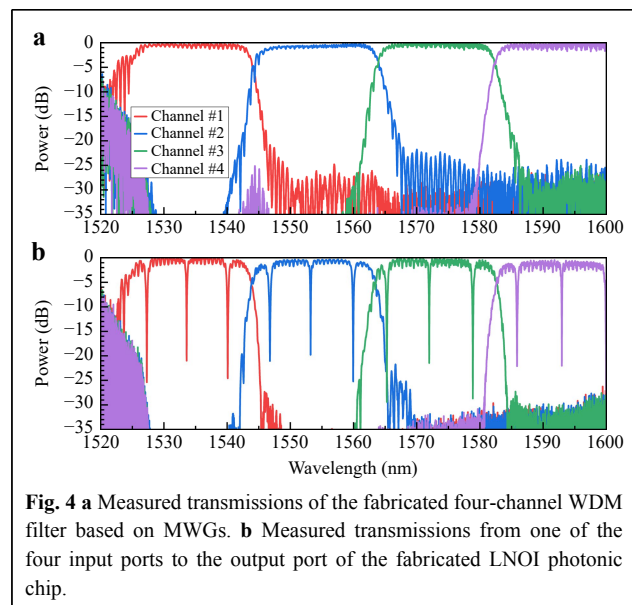 a
0
−5
−10
−15
−20
−25
−30
−35
Power (dB)
Channel #1
Channel #2
Channel #3
Channel #4
1520 1530 1540 1550 1560 1570 1580 1590 1600
b
0
−5
−10
−15
−20
−25
−30
−35
Power (dB)
1520 1530 1540 1550 1560 1570 1580 1590 1600
Wavelength (nm)
Fig. 4 a Measured transmissions of the fabricated four-channel WDM
filter based on MWGs. b Measured transmissions from one of the
four input ports to the output port of the fabricated LNOI photonic
chip.